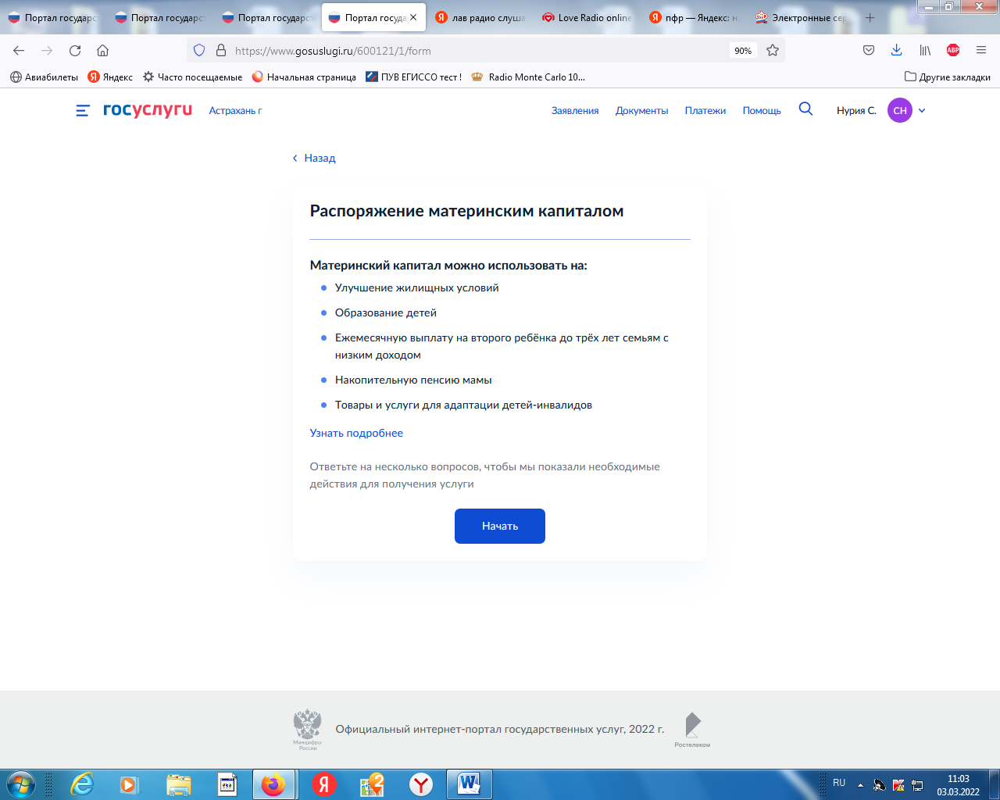 Портал государст
Портал государст
Портал государст
Портал госуда
лав радио слуша
Love Radio online
пфр — Яндекс: н
Электронные сер
https://www.gosuslugi.ru/600121/1/form
90%
ABP
Авиабилеты
Яндекс
Часто посещаемые
Начальная страница
ПУВ ЕГИССО тест !
Radio Monte Carlo 10...
Другие закладки
госуслуги
Астрахань г
Заявления
Документы
Платежи
Помощь
Нурия С.
СН
Назад
Распоряжение материнским капиталом
Материнский капитал можно использовать на:
Улучшение жилищных условий
Образование детей
Ежемесячную выплату на второго ребёнка до трёх лет семьям с
низким доходом
Накопительную пенсию мамы
Товары и услуги для адаптации детей-инвалидов
Узнать подробнее
Ответьте на несколько вопросов, чтобы мы показали необходимые
действия для получения услуги
Начать
Минцифры
России
Официальный интернет-портал государственных услуг, 2022 г.
Ростелеком
RU
11:03
03.03.2022